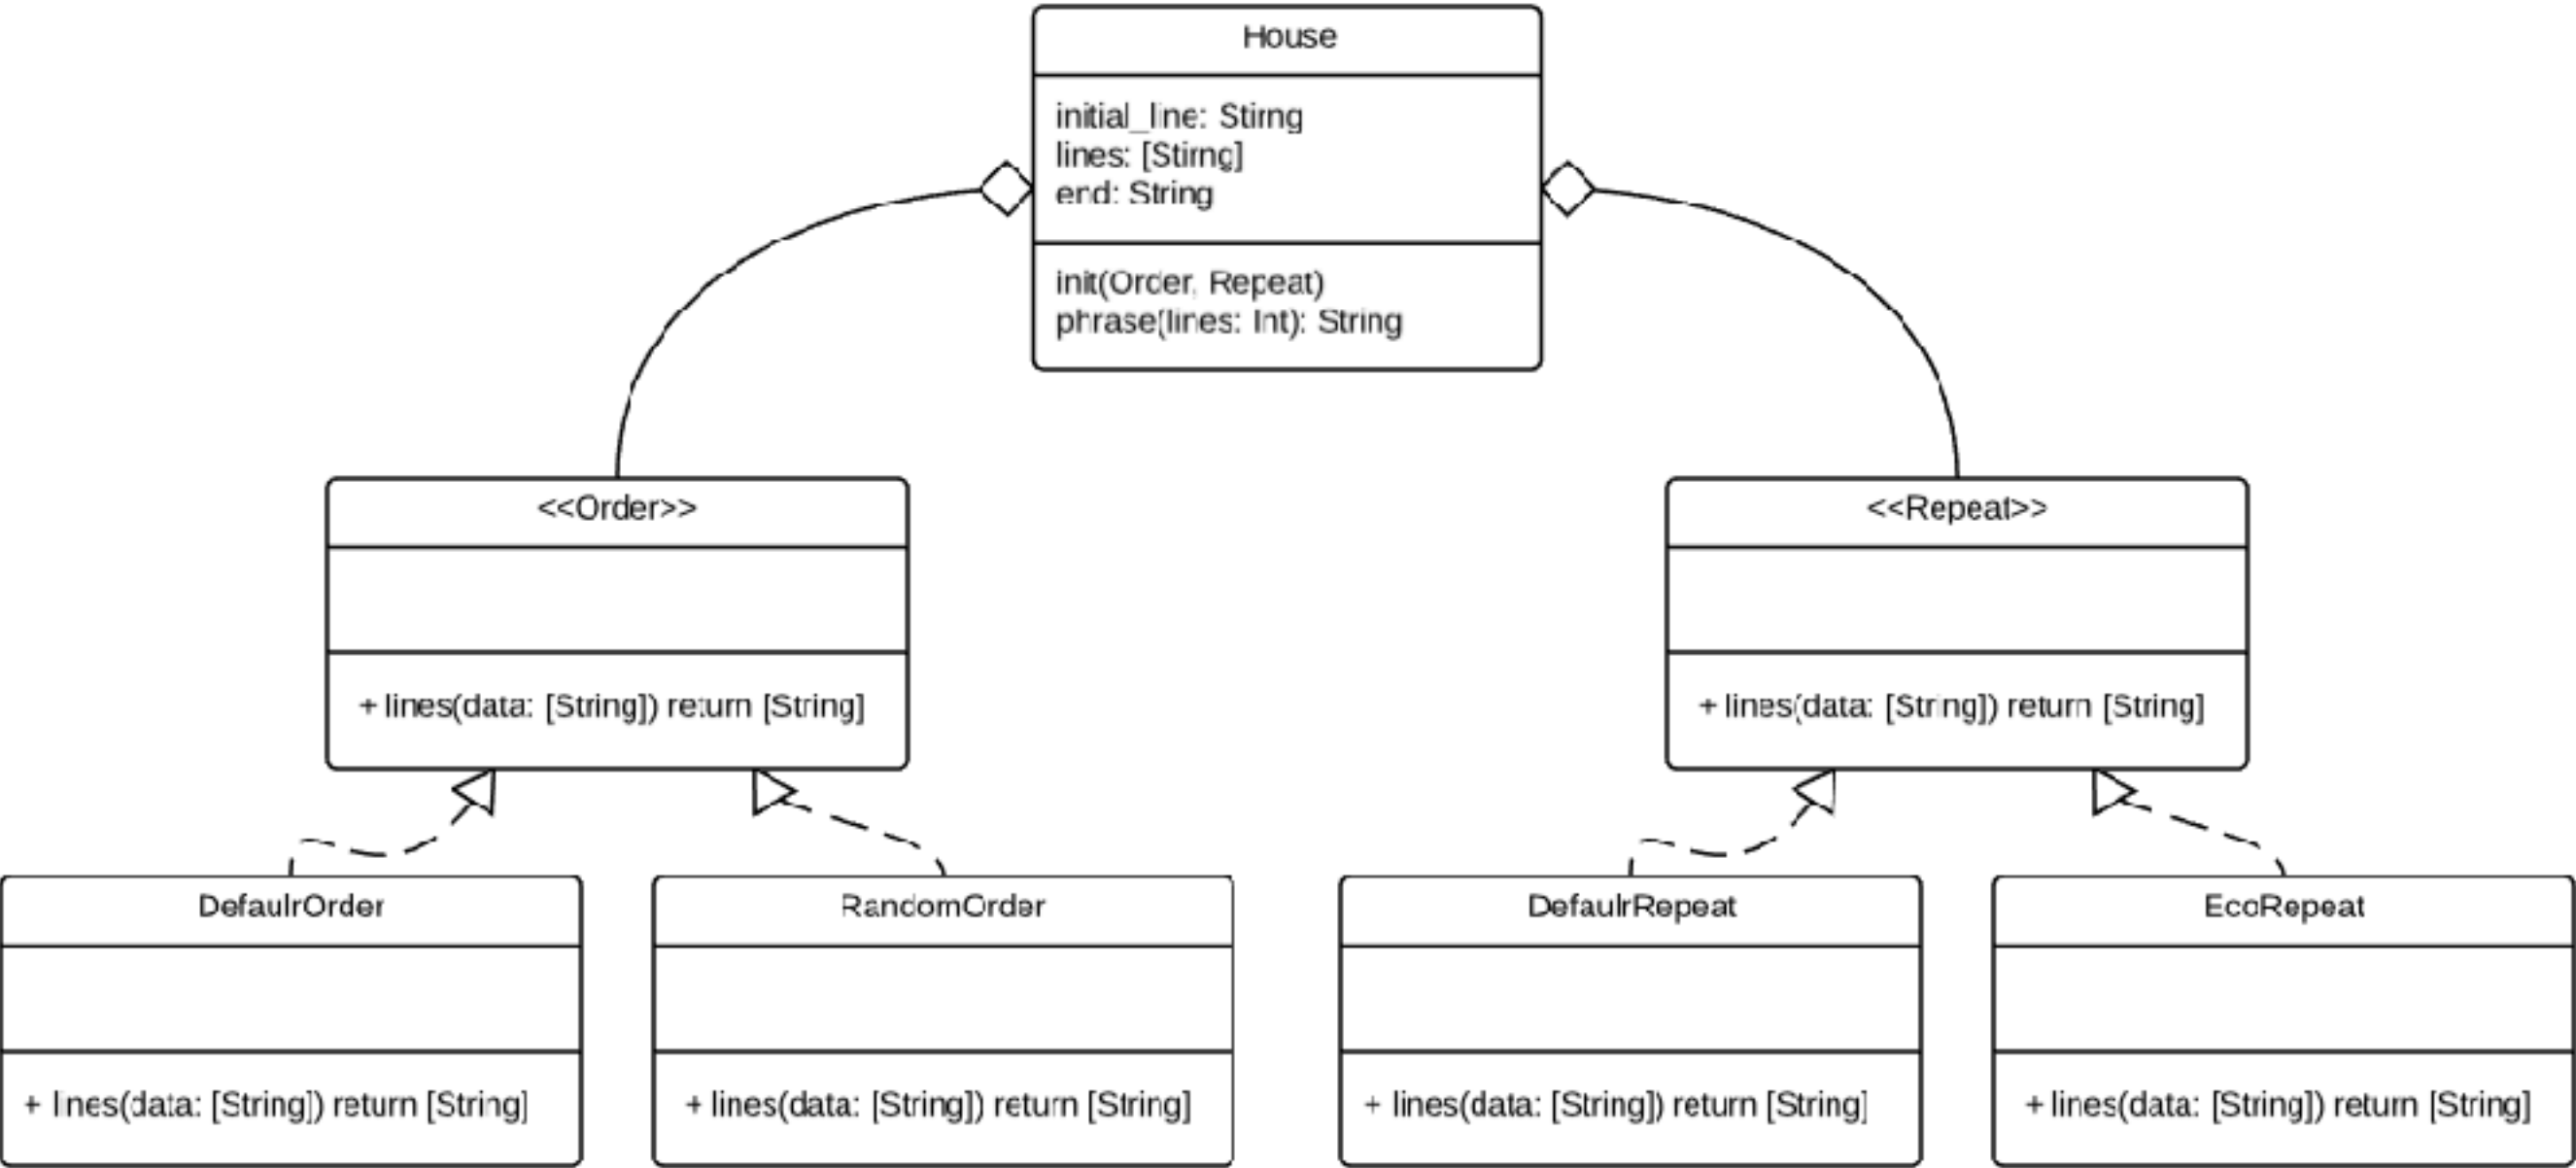 House
initial_line: Stirng
lines: [Stirng]
end: String
init(Order, Repeat)
phrase(lines: Int): String
<<Order>>
+ lines(data: [String]) return [String]
<<Repeat>>
+ lines(data: [String]) return [String]
DefaulrOrder
+ lines(data: [String]) return [String]
RandomOrder
+ lines(data: [String]) return [String]
DefaulrRepeat
+ lines(data: [String]) return [String]
EcoRepeat
+ lines(data: [String]) return [String]